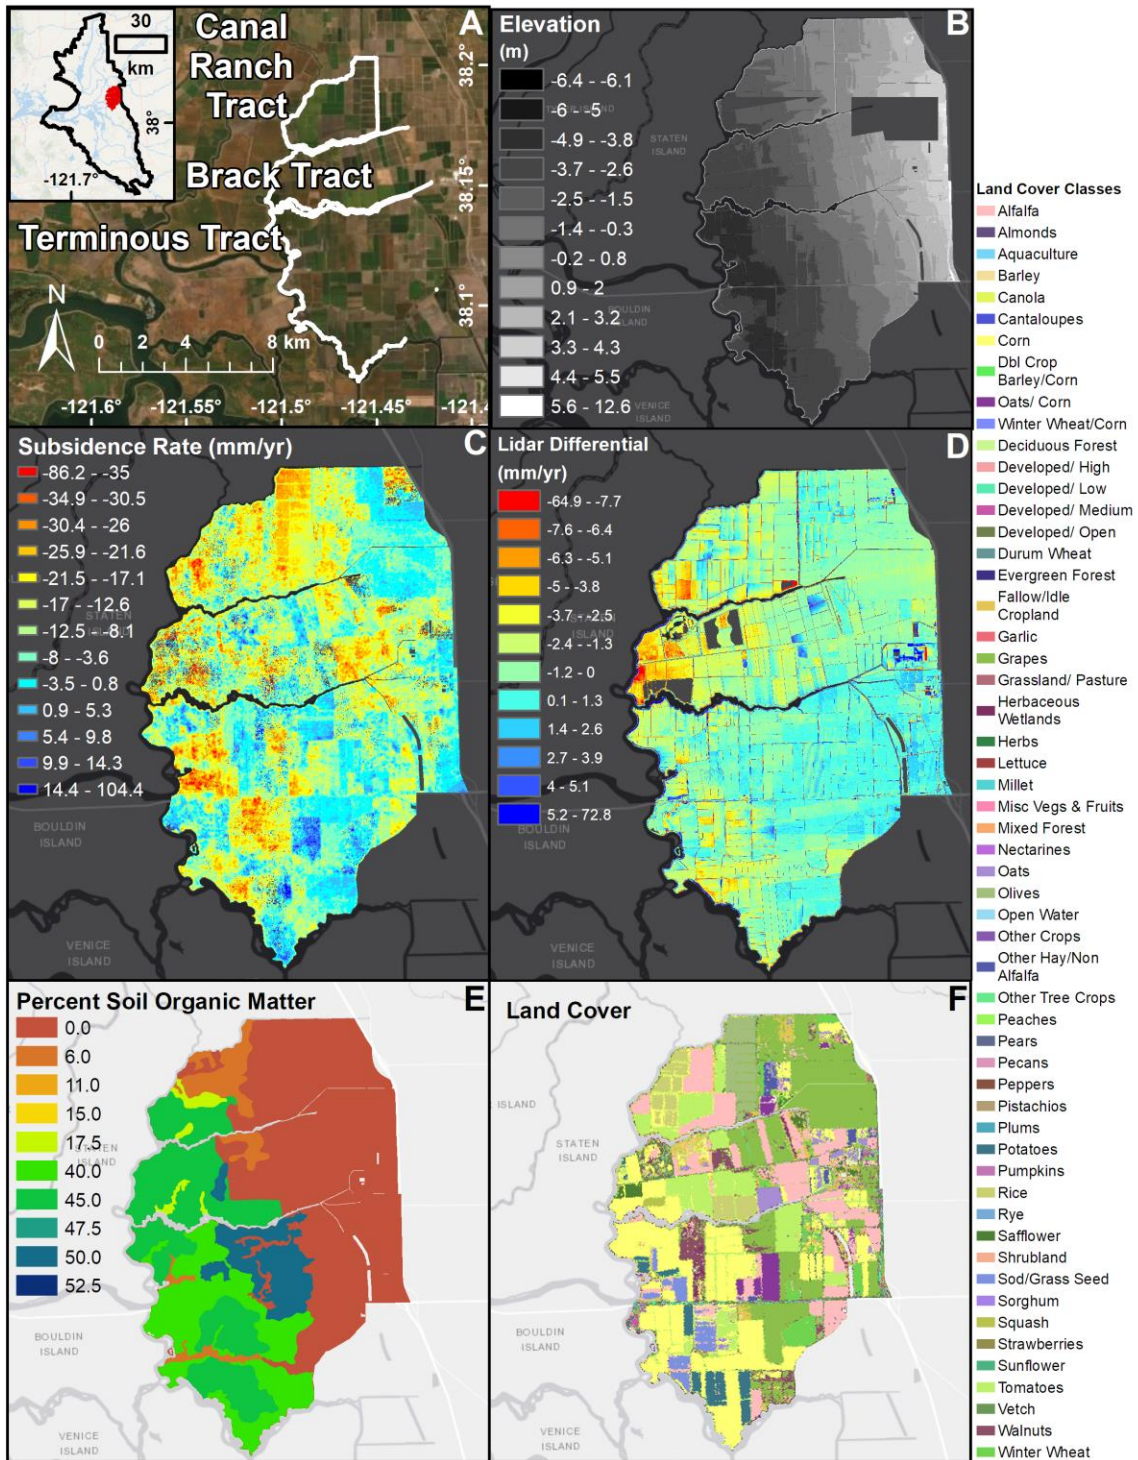 A
30
km
38°
-121.7°
Canal
Ranch
Tract
Brack Tract
Terminous Tract
N
0 2 4 8 km
38.2°
38.15°
38.1°
-121.6° -121.55° -121.5° -121.45° -121.4
B
Elevation
(m)
-6.4 - -6.1
-6 - -5
-4.9 - -3.8
-3.7 - -2.6
-2.5 - -1.5
-1.4 - -0.3
-0.2 - 0.8
0.9 - 2
2.1 - 3.2
3.3 - 4.3
4.4 - 5.5
5.6 - 12.6
STATEN
ISLAND
BOULDIN
ISLAND
VENICE
ISLAND
C
Subsidence Rate (mm/yr)
-86.2 - -35
-34.9 - -30.5
-30.4 - -26
-25.9 - -21.6
-21.5 - -17.1
-17 - -12.6
-12.5 - -8.1
-8 - -3.6
-3.5 - 0.8
0.9 - 5.3
5.4 - 9.8
9.9 - 14.3
14.4 - 104.4
STATEN
ISLAND
BOULDIN
ISLAND
VENICE
ISLAND
D
Lidar Differential
(mm/yr)
-64.9 - -7.7
-7.6 - -6.4
-6.3 - -5.1
-5 - -3.8
-3.7 - -2.5
-2.4 - -1.3
-1.2 - 0
0.1 - 1.3
1.4 - 2.6
2.7 - 3.9
4 - 5.1
5.2 - 72.8
STATEN
ISLAND
BOULDIN
ISLAND
VENICE
ISLAND
E
Percent Soil Organic Matter
0.0
6.0
11.0
15.0
17.5
40.0
45.0
47.5
50.0
52.5
STATEN
ISLAND
BOULDIN
ISLAND
VENICE
ISLAND
F
Land Cover
ISLAND
STATEN
ISLAND
BOULDIN
ISLAND
VENICE
ISLAND
Land Cover Classes
Alfalfa
Almonds
Aquaculture
Barley
Canola
Cantaloupes
Corn
Dbl Crop
Barley/Corn
Oats/ Corn
Winter Wheat/Corn
Deciduous Forest
Developed/ High
Developed/ Low
Developed/ Medium
Developed/ Open
Durum Wheat
Evergreen Forest
Fallow/Idle
Cropland
Garlic
Grapes
Grassland/ Pasture
Herbaceous
Wetlands
Herbs
Lettuce
Millet
Misc Vegs & Fruits
Mixed Forest
Nectarines
Oats
Olives
Open Water
Other Crops
Other Hay/Non
Alfalfa
Other Tree Crops
Peaches
Pears
Pecans
Peppers
Pistachios
Plums
Potatoes
Pumpkins
Rice
Rye
Safflower
Shrubland
Sod/Grass Seed
Sorghum
Squash
Strawberries
Sunflower
Tomatoes
Vetch
Walnuts
Winter Wheat